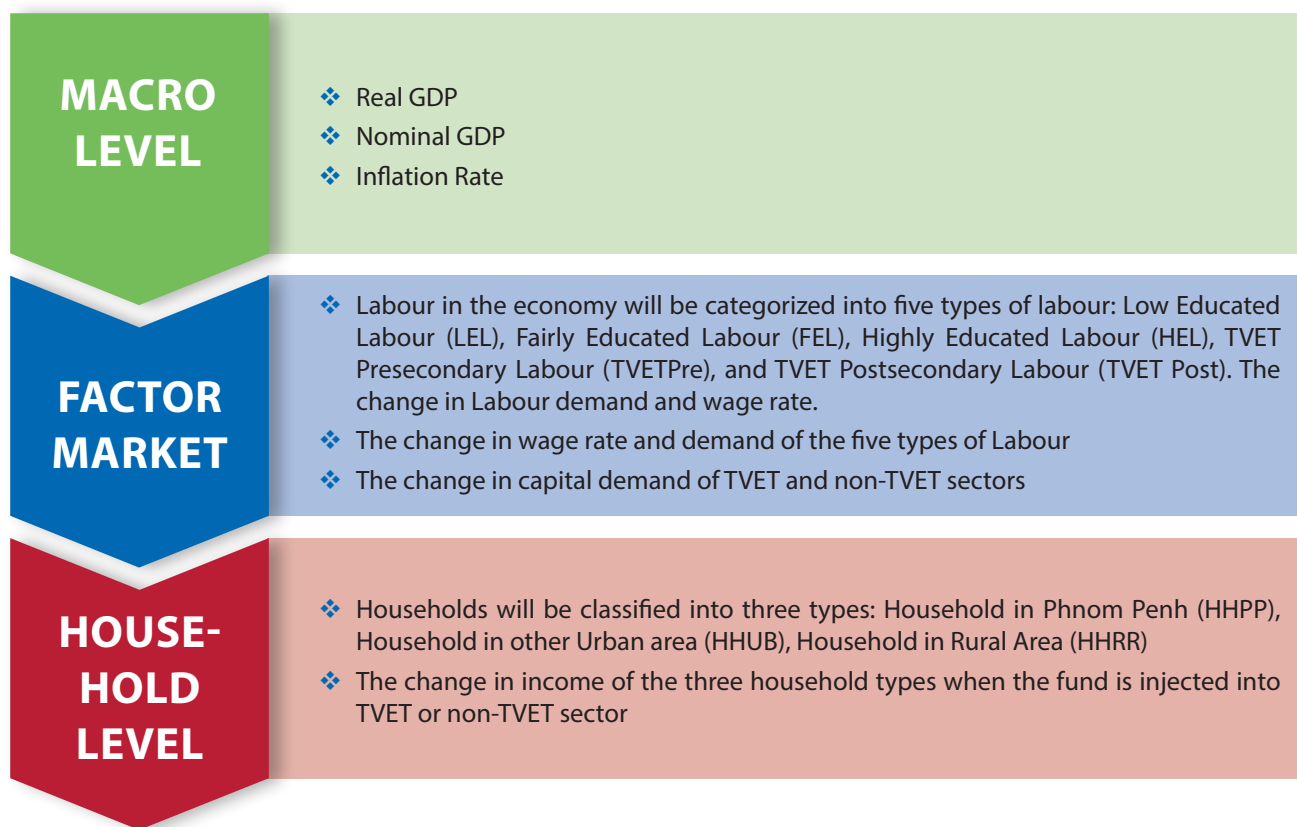 MACRO
LEVEL
❖ Real GDP
❖ Nominal GDP
❖ Inflation Rate
FACTOR
MARKET
❖ Labour in the economy will be categorized into five types of labour: Low Educated
Labour (LEL), Fairly Educated Labour (FEL), Highly Educated Labour (HEL), TVET
Presecondary Labour (TVETPre), and TVET Postsecondary Labour (TVET Post). The
change in Labour demand and wage rate.
❖ The change in wage rate and demand of the five types of Labour
❖ The change in capital demand of TVET and non-TVET sectors
HOUSE-
HOLD
LEVEL
❖ Households will be classified into three types: Household in Phnom Penh (HHPP),
Household in other Urban area (HHUB), Household in Rural Area (HHRR)
❖ The change in income of the three household types when the fund is injected into
TVET or non-TVET sector